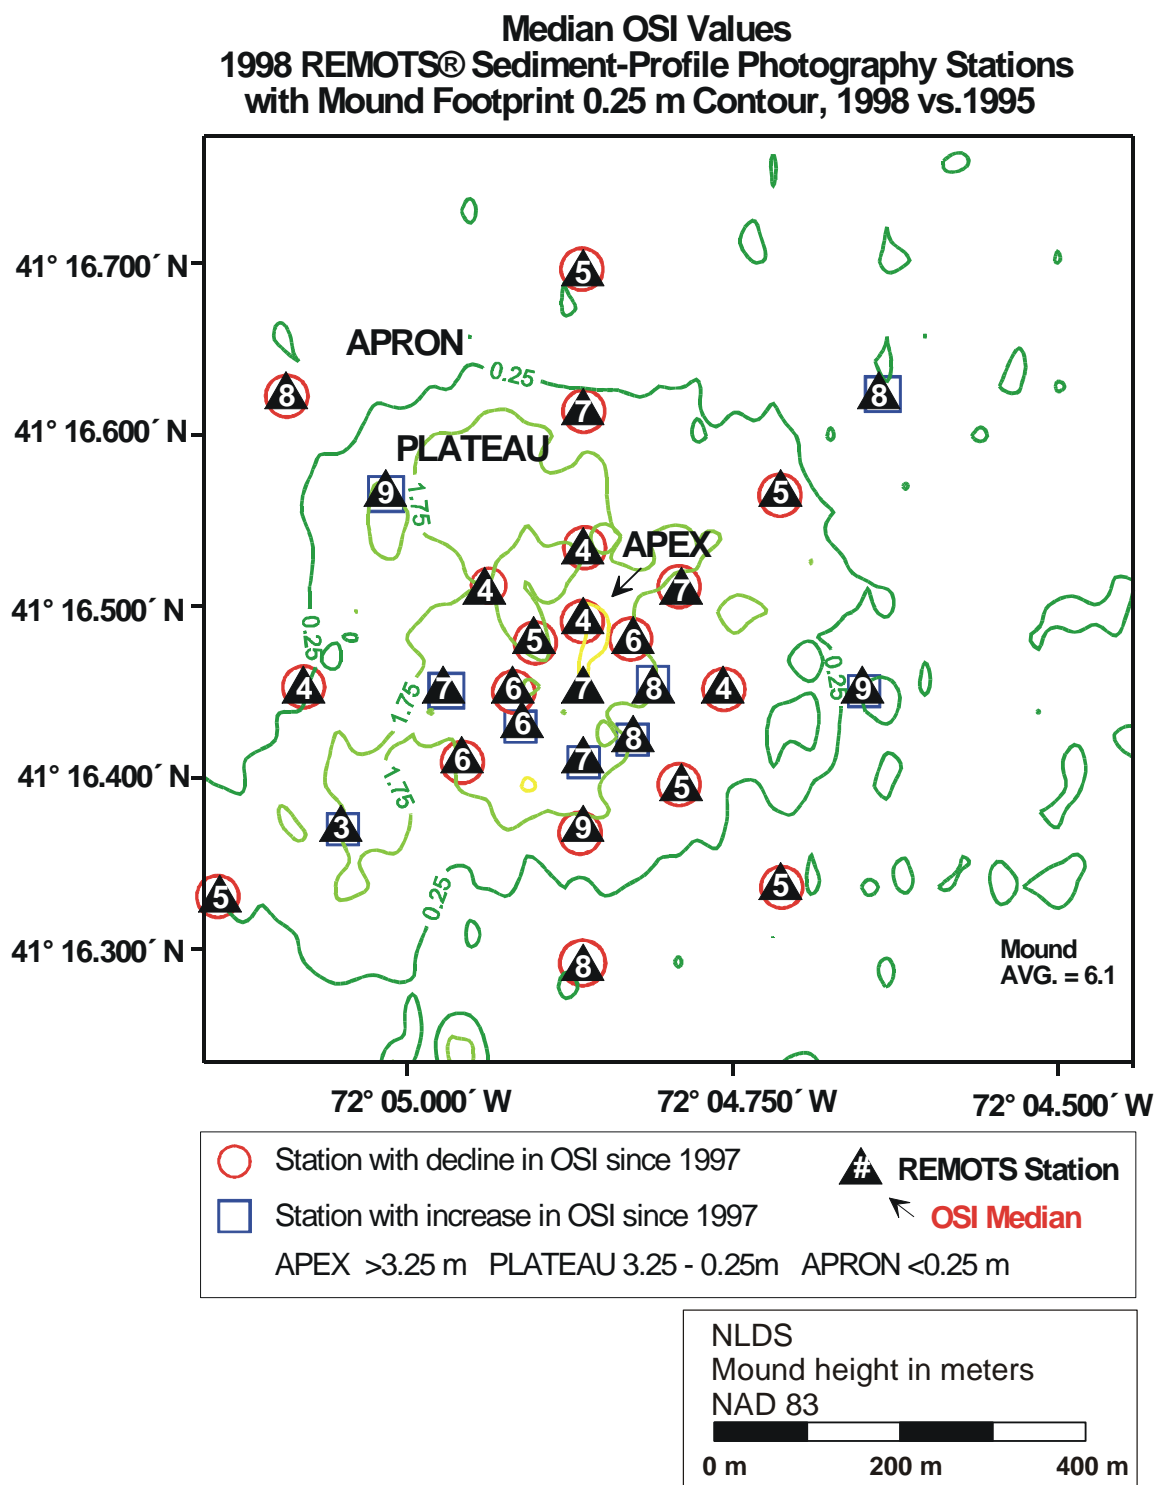 Median OSI Values
1998 REMOTS® Sediment-Profile Photography Stations
with Mound Footprint 0.25 m Contour, 1998 vs.1995
41° 16.700´ N
5
APRON
0.25
8
8
7
41° 16.600´ N
PLATEAU
9
1.75
5
4
APEX
4
7
41° 16.500´ N
4
0.25
5
6
0.25
4
7
6
7
8
4
9
1.75
6
8
6
7
41° 16.400´ N
1.75
5
3
9
5
0.25
5
41° 16.300´ N
8
Mound
AVG. = 6.1
72° 05.000´ W
72° 04.750´ W
72° 04.500´ W
Station with decline in OSI since 1997
# REMOTS Station
Station with increase in OSI since 1997
OSI Median
APEX >3.25 m PLATEAU 3.25 - 0.25m APRON <0.25 m
NLDS
Mound height in meters
NAD 83
0 m 200 m 400 m